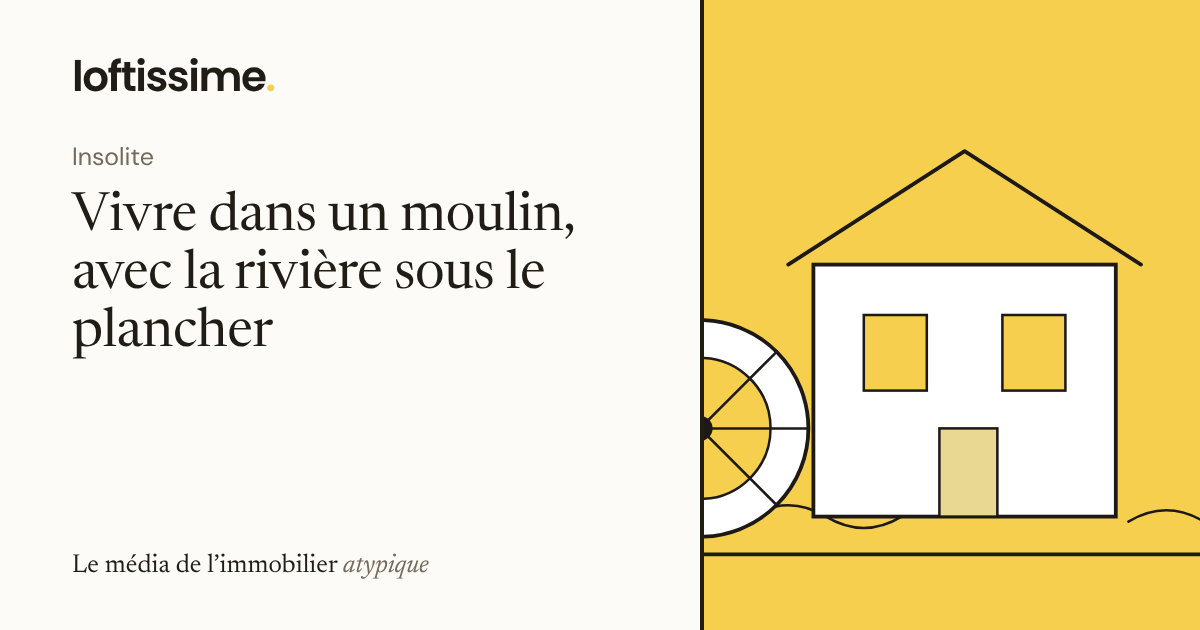 loftissime.
Insolite
Vivre dans un moulin,
avec la rivière sous le
plancher
Le média de l’immobilier atypique